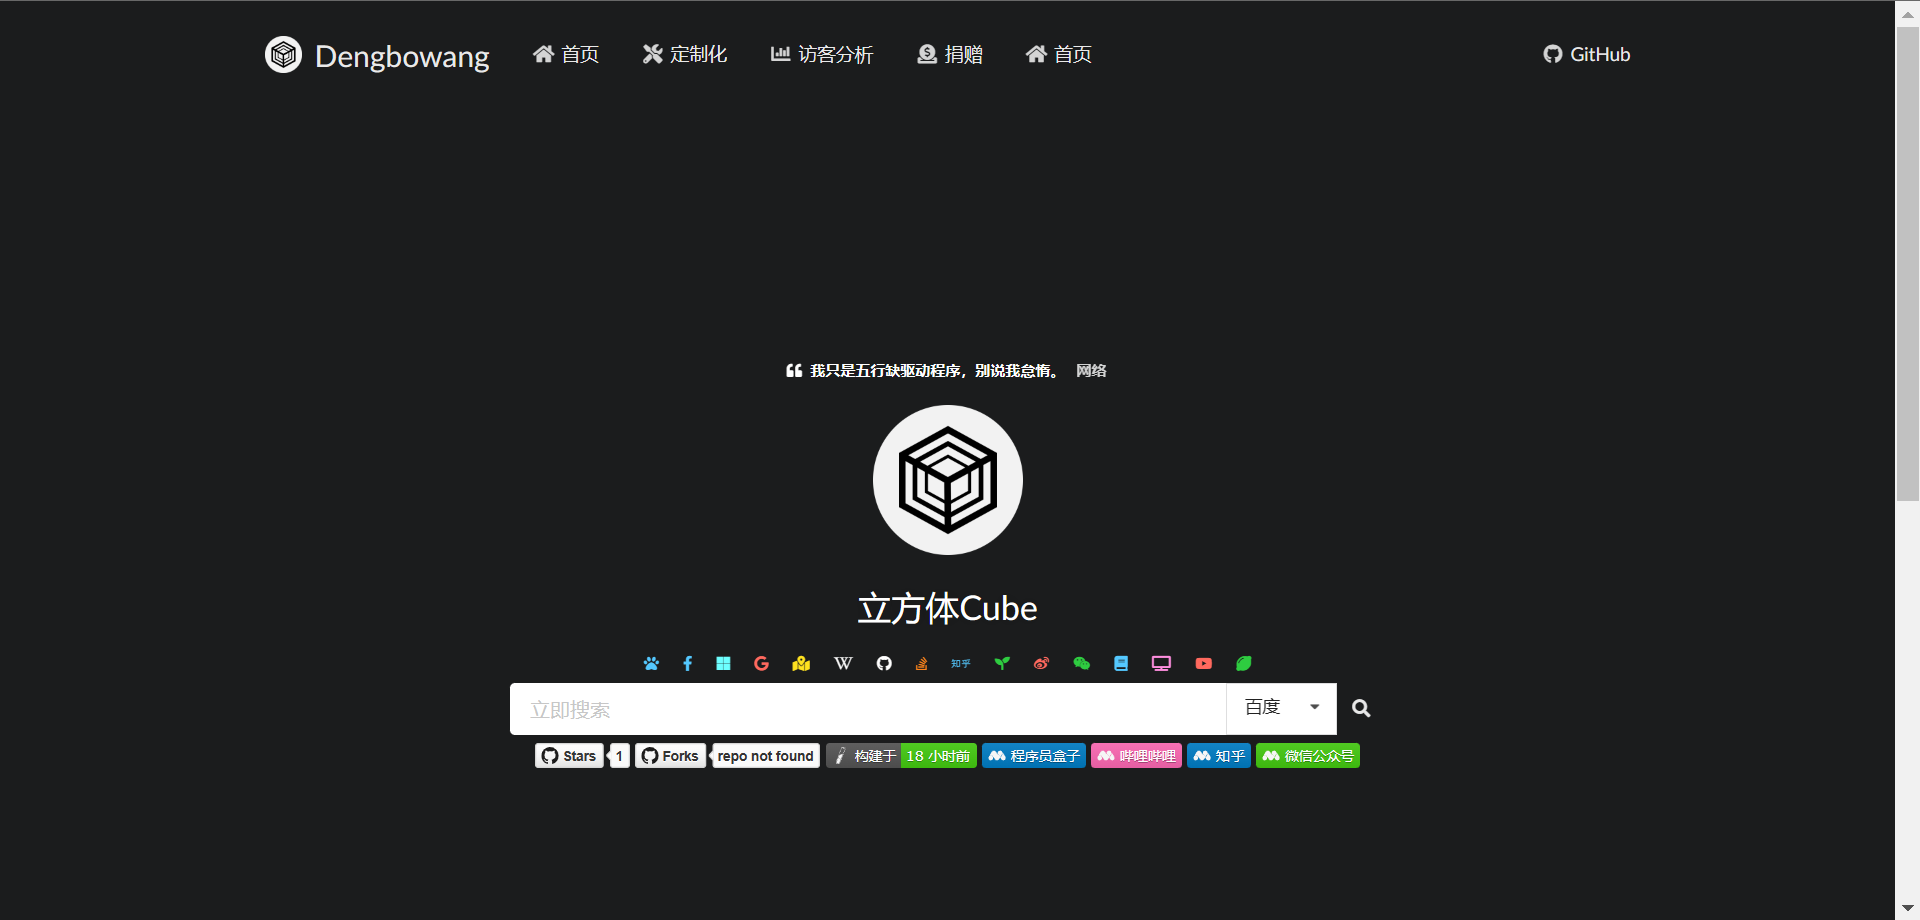 Dengbowang 首页 定制化 访客分析 捐赠 首页 GitHub
我只是五行缺驱动程序，别说我怠惰。 网络
立方体Cube
知乎
立即搜索 百度
Stars 1 Forks repo not found 构建于 18 小时前 程序员盒子 哔哩哔哩 知乎 微信公众号